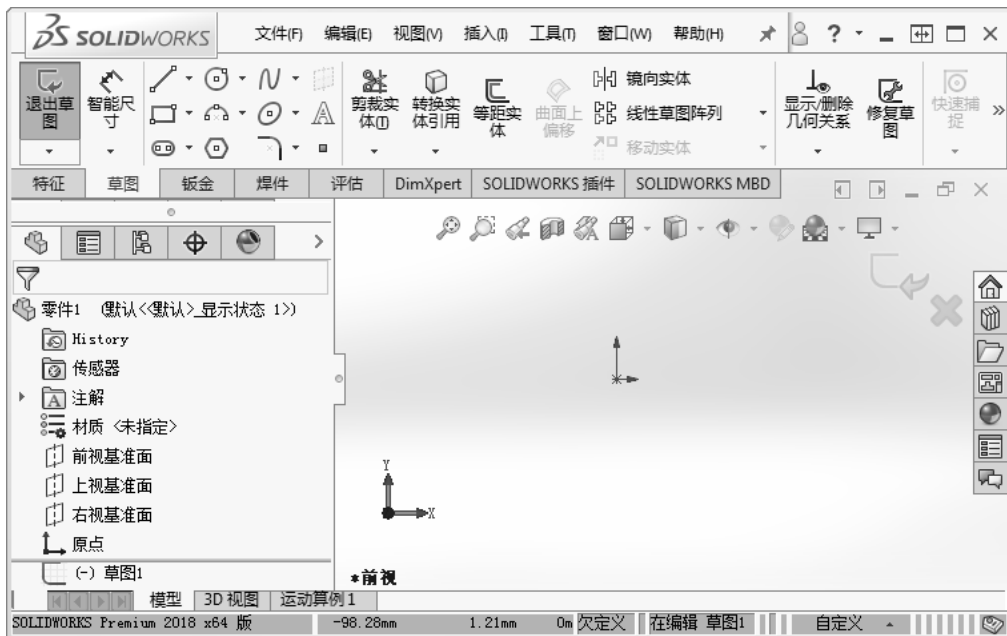 SOLIDWORKS 文件(F) 编辑(E) 视图(V) 插入(I) 工具(T) 窗口(W) 帮助(H) ?
退出草图 智能尺寸 剪裁实体(T) 转换实体引用 等距实体 曲面上偏移 镜向实体 线性草图阵列 移动实体 显示/删除几何关系 修复草图 快速捕捉
特征 草图 钣金 焊件 评估 DimXpert SOLIDWORKS 插件 SOLIDWORKS MBD
零件1 (默认<<默认>_显示状态 1>)
History
传感器
A 注解
材质 <未指定>
前视基准面
上视基准面
右视基准面
原点
(-) 草图1
Y
X
*前视
模型 3D 视图 运动算例 1
SOLIDWORKS Premium 2018 x64 版 -98.28mm 1.21mm 0m 欠定义 在编辑 草图1 自定义